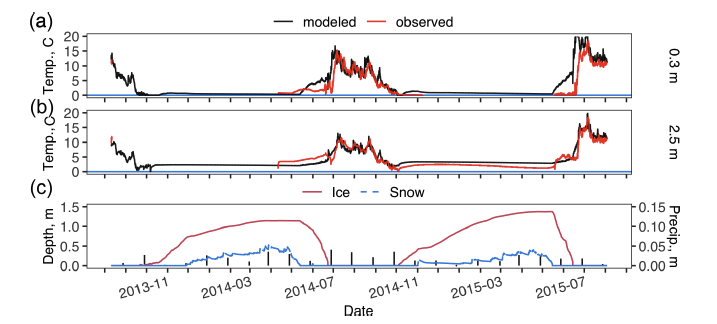 (a)
modeled observed
20
15
10
5
0
Temp., C
0.3 m
(b)
20
15
10
5
0
Temp., C
2.5 m
(c)
Ice Snow
1.5
1.0
0.5
0.0
Depth, m
0.15
0.10
0.05
0.00
Precip, m
2013-11 2014-03 2014-07 2014-11 2015-03 2015-07
Date